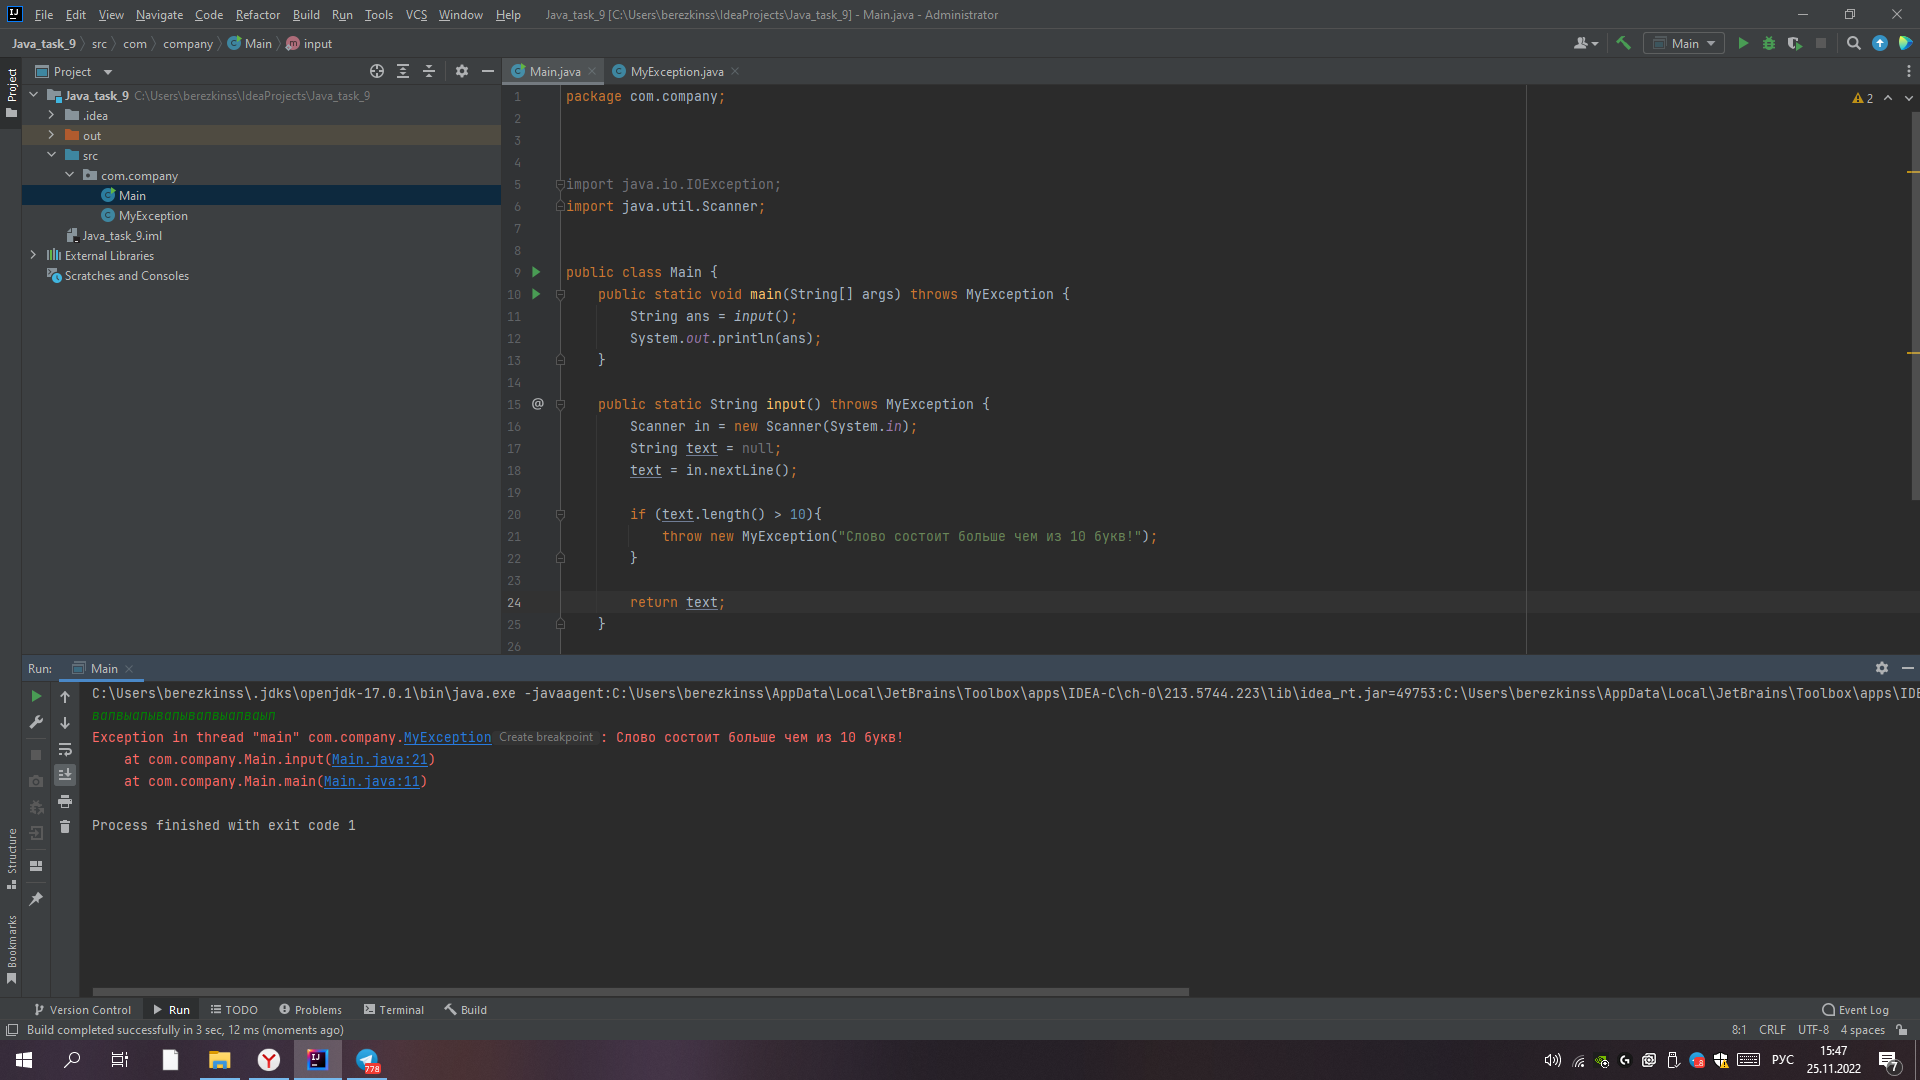 File Edit View Navigate Code Refactor Build Run Tools VCS Window Help Java_task_9 [C:\Users\berezkinss\IdeaProjects\Java_task_9] - Main.java - Administrator
Java_task_9 src com company Main input Main
Project Main.java MyException.java
Project
Java_task_9 C:\Users\berezkinss\IdeaProjects\Java_task_9
.idea
out
src
com.company
Main
MyException
Java_task_9.iml
External Libraries
Scratches and Consoles
2
1 package com.company;
2
3
4
5 import java.io.IOException;
6 import java.util.Scanner;
7
8
9 public class Main {
10 public static void main(String[] args) throws MyException {
11 String ans = input();
12 System.out.println(ans);
13 }
14
15 @ public static String input() throws MyException {
16 Scanner in = new Scanner(System.in);
17 String text = null;
18 text = in.nextLine();
19
20 if (text.length() > 10){
21 throw new MyException("Слово состоит больше чем из 10 букв!");
22 }
23
24 return text;
25 }
26
Run: Main
C:\Users\berezkinss\.jdks\openjdk-17.0.1\bin\java.exe -javaagent:C:\Users\berezkinss\AppData\Local\JetBrains\Toolbox\apps\IDEA-C\ch-0\213.5744.223\lib\idea_rt.jar=49753:C:\Users\berezkinss\AppData\Local\JetBrains\Toolbox\apps\IDE
вапвыапывапывапвыапваып
Exception in thread "main" com.company.MyException Create breakpoint : Слово состоит больше чем из 10 букв!
at com.company.Main.input(Main.java:21)
at com.company.Main.main(Main.java:11)
Process finished with exit code 1
Structure
Bookmarks
Version Control Run TODO Problems Terminal Build Event Log
Build completed successfully in 3 sec, 12 ms (moments ago) 8:1 CRLF UTF-8 4 spaces
778 РУС 15:47
25.11.2022 7